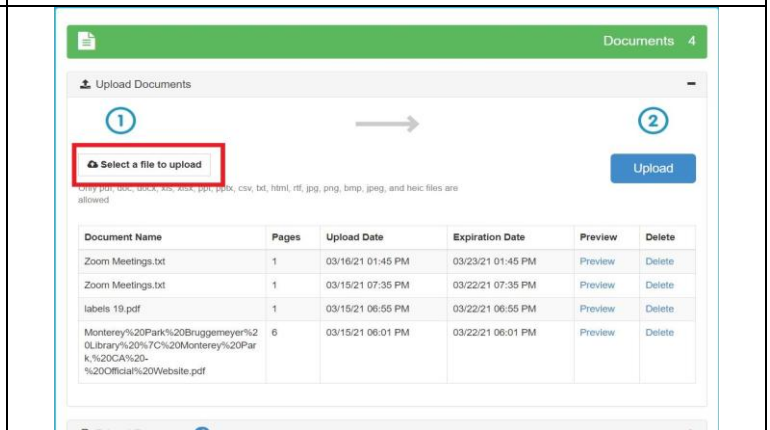 Documents 4
Upload Documents
1
2
Select a file to upload
Upload
Only pdf, doc, docx, xls, xlsx, ppt, pptx, csv, txt, html, rtf, jpg, png, bmp, jpeg, and heic files are
allowed
Document Name Pages Upload Date Expiration Date Preview Delete
Zoom Meetings.txt 1 03/16/21 01:45 PM 03/23/21 01:45 PM Preview Delete
Zoom Meetings.txt 1 03/15/21 07:35 PM 03/22/21 07:35 PM Preview Delete
labels 19.pdf 1 03/15/21 06:55 PM 03/22/21 06:55 PM Preview Delete
Monterey%20Park%20Bruggemeyer%2 6 03/15/21 06:01 PM 03/22/21 06:01 PM Preview Delete
0Library%20%7C%20Monterey%20Par
k,%20CA%20-
%20Official%20Website.pdf